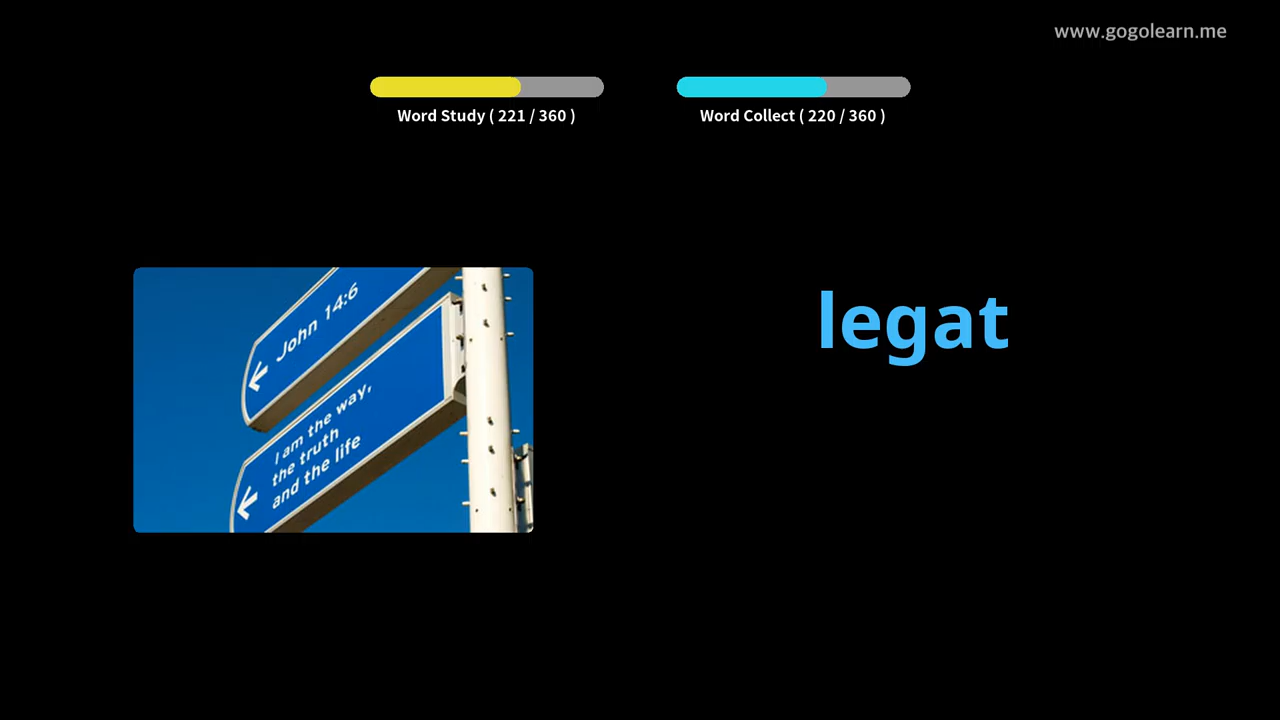 www.gogolearn.me
Word Study ( 221 / 360 )
Word Collect ( 220 / 360 )
John 14:6
I am the way,
the truth
and the life
legat